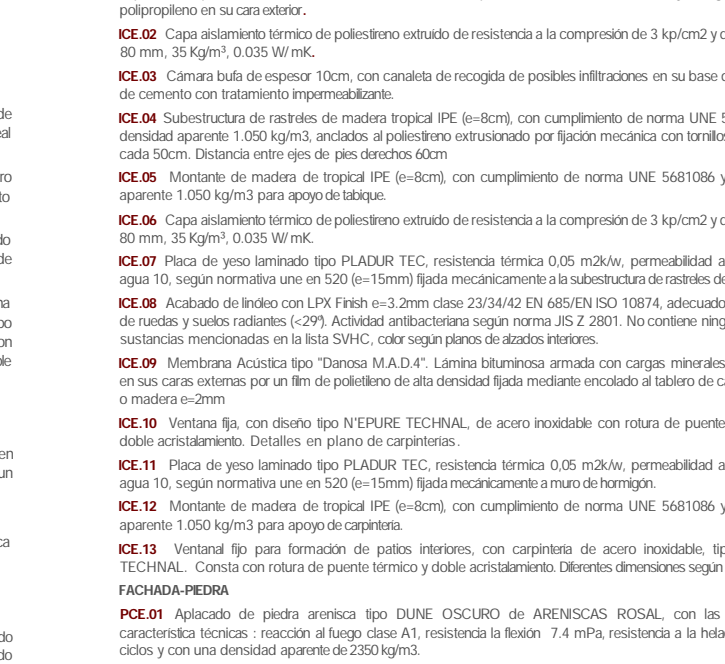 polipropileno en su cara exterior.
ICE.02 Capa aislamiento térmico de poliestireno extruído de resistencia a la compresión de 3 kp/cm2 y
80 mm, 35 Kg/m³, 0.035 W/mK.
ICE.03 Cámara bufa de espesor 10cm, con canaleta de recogida de posibles infiltraciones en su base
de cemento con tratamiento impermeabilizante.
ICE.04 Subestructura de rastreles de madera tropical IPE (e=8cm), con cumplimiento de norma UNE
densidad aparente 1.050 kg/m3, anclados al poliestireno extrusionado por fijación mecánica con tornillos
cada 50cm. Distancia entre ejes de pies derechos 60cm
ICE.05 Montante de madera de tropical IPE (e=8cm), con cumplimiento de norma UNE 5681086 y
aparente 1.050 kg/m3 para apoyo de tabique.
ICE.06 Capa aislamiento térmico de poliestireno extruído de resistencia a la compresión de 3 kp/cm2 y
80 mm, 35 Kg/m³, 0.035 W/mK.
ICE.07 Placa de yeso laminado tipo PLADUR TEC, resistencia térmica 0,05 m2k/w, permeabilidad a
agua 10, según normativa une en 520 (e=15mm) fijada mecánicamente a la subestructura de rastreles de
ICE.08 Acabado de linóleo con LPX Finish e=3.2mm clase 23/34/42 EN 685/EN ISO 10874, adecuado
de ruedas y suelos radiantes (<29º). Actividad antibacteriana según norma JIS Z 2801. No contiene ning
sustancias mencionadas en la lista SVHC, color según planos de alzados interiores.
ICE.09 Membrana Acústica tipo "Danosa M.A.D.4". Lámina bituminosa armada con cargas minerales
en sus caras externas por un film de polietileno de alta densidad fijada mediante encolado al tablero de
o madera e=2mm
ICE.10 Ventana fija, con diseño tipo N'EPURE TECHNAL, de acero inoxidable con rotura de puente
doble acristalamiento. Detalles en plano de carpinterías.
ICE.11 Placa de yeso laminado tipo PLADUR TEC, resistencia térmica 0,05 m2k/w, permeabilidad a
agua 10, según normativa une en 520 (e=15mm) fijada mecánicamente a muro de hormigón.
ICE.12 Montante de madera de tropical IPE (e=8cm), con cumplimiento de norma UNE 5681086 y
aparente 1.050 kg/m3 para apoyo de carpintería.
ICE.13 Ventanal fijo para formación de patios interiores, con carpintería de acero inoxidable, tip
TECHNAL. Consta con rotura de puente térmico y doble acristalamiento. Diferentes dimensiones según
FACHADA-PIEDRA
PCE.01 Aplacado de piedra arenisca tipo DUNE OSCURO de ARENISCAS ROSAL, con las
característica técnicas : reacción al fuego clase A1, resistencia la flexión 7.4 mPa, resistencia a la hela
ciclos y con una densidad aparente de 2350 kg/m3.